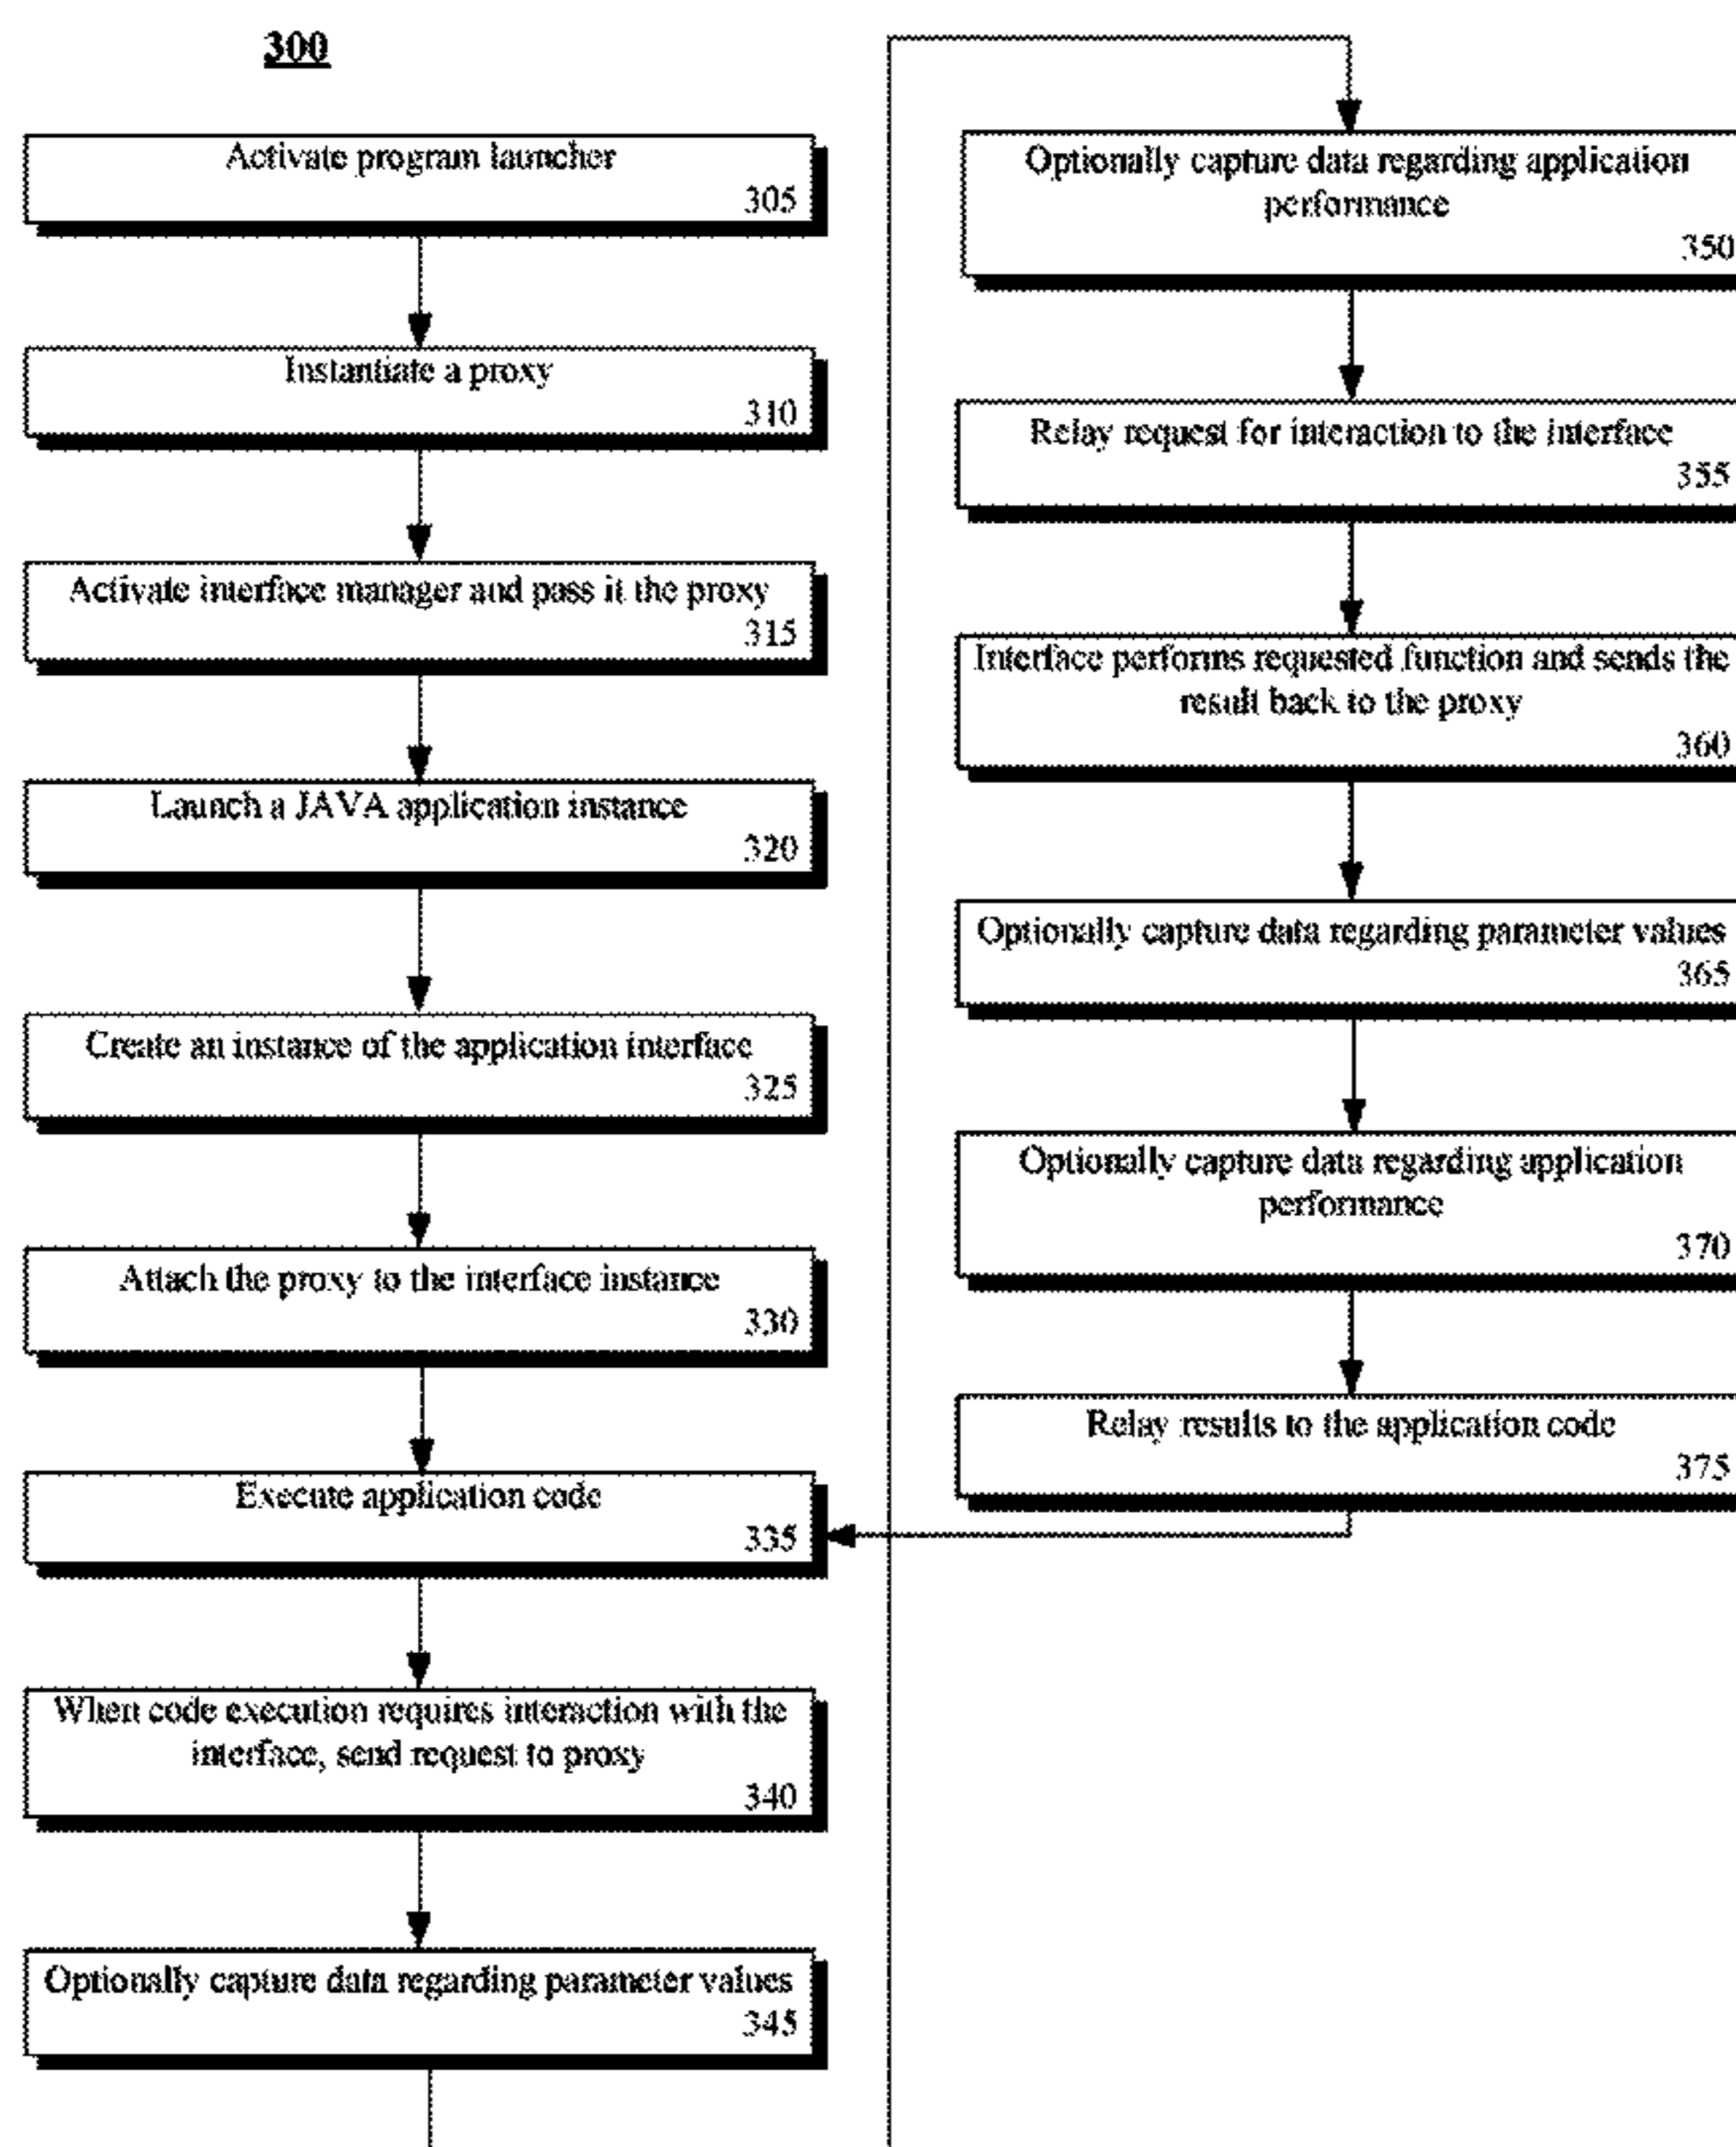 300
Activate program launcher
305
Instantiate a proxy
310
Activate interface manager and pass it the proxy
315
Launch a JAVA application instance
320
Create an instance of the application interface
325
Attach the proxy to the interface instance
330
Execute application code
335
When code execution requires interaction with the
interface, send request to proxy
340
Optionally capture data regarding parameter values
345
Optionally capture data regarding application
performance
350
Relay request for interaction to the interface
355
Interface performs requested function and sends the
result back to the proxy
360
Optionally capture data regarding parameter values
365
Optionally capture data regarding application
performance
370
Relay results to the application code
375